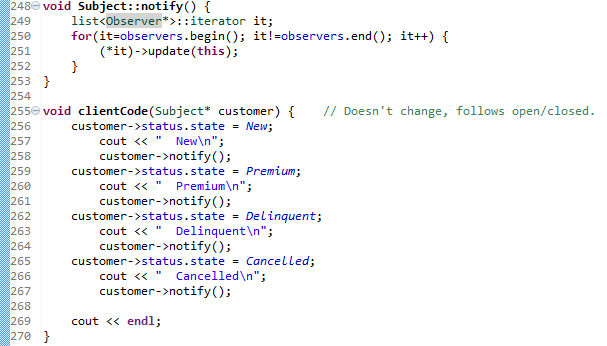 248 void Subject::notify() {
249     list<Observer*>::iterator it;
250     for(it=observers.begin(); it!=observers.end(); it++) {
251         (*it)->update(this);
252     }
253 }
254
255 void clientCode(Subject* customer) {    // Doesn't change, follows open/closed.
256     customer->status.state = New;
257         cout << "  New\n";
258         customer->notify();
259     customer->status.state = Premium;
260         cout << "  Premium\n";
261         customer->notify();
262     customer->status.state = Delinquent;
263         cout << "  Delinquent\n";
264         customer->notify();
265     customer->status.state = Cancelled;
266         cout << "  Cancelled\n";
267         customer->notify();
268
269     cout << endl;
270 }